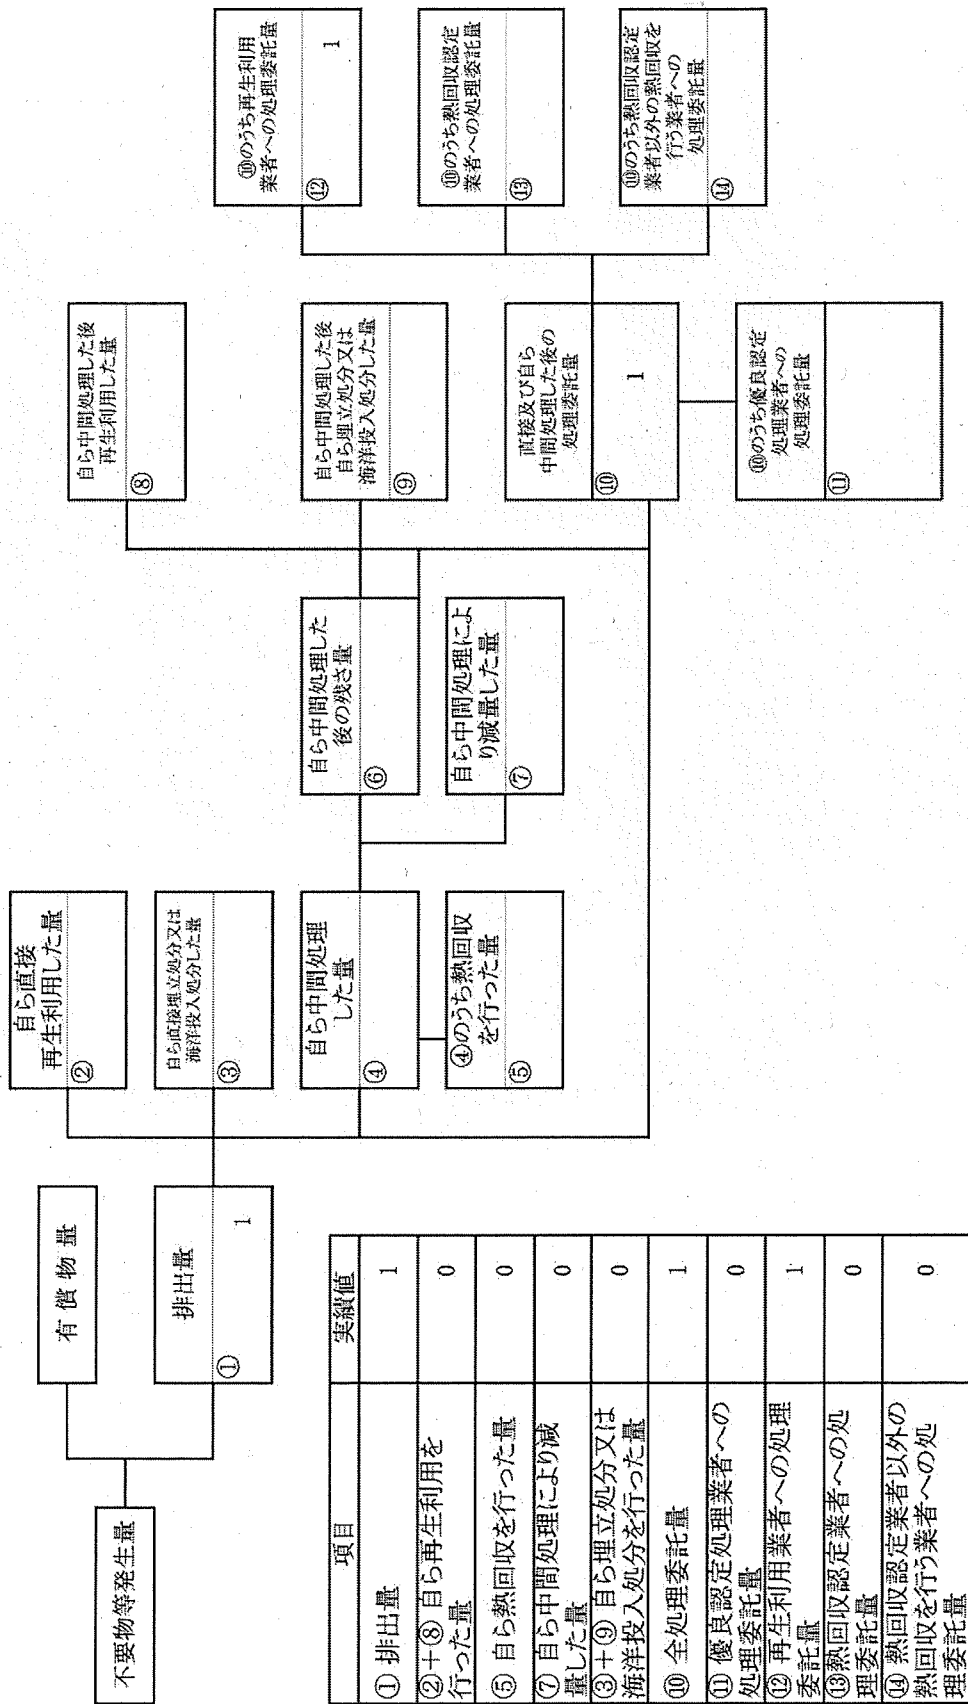 不要物等発生量
有償物量
排出量
① 1
自ら直接
再生利用した量
②
自ら直接埋立処分又は
海洋投入処分した量
③
自ら中間処理
した量
④
④のうち熱回収
を行った量
⑤
自ら中間処理した
後の残さ量
⑥
自ら中間処理によ
り減量した量
⑦
自ら中間処理した後
再生利用した量
⑧
自ら中間処理した後
自ら埋立処分又は
海洋投入処分した量
⑨
直接及び自ら
中間処理した後の
処理委託量
⑩ 1
⑩のうち優良認定
処理業者への
処理委託量
⑪
⑩のうち再生利用
業者への処理委託量
⑫ 1
⑩のうち熱回収認定
業者への処理委託量
⑬
⑩のうち熱回収認定
業者以外の熱回収を
行う業者への
処理委託量
⑭
項目 実績値
① 排出量 1
②+⑧ 自ら再生利用を
行った量 0
⑤ 自ら熱回収を行った量 0
⑦ 自ら中間処理により減
量した量 0
③+⑨ 自ら埋立処分又は
海洋投入処分を行った量 0
⑩ 全処理委託量 1
⑪ 優良認定処理業者への
処理委託量 0
⑫ 再生利用業者への処理
委託量 1
⑬熱回収認定業者への処
理委託量 0
⑭ 熱回収認定業者以外の
熱回収を行う業者への処
理委託量 0